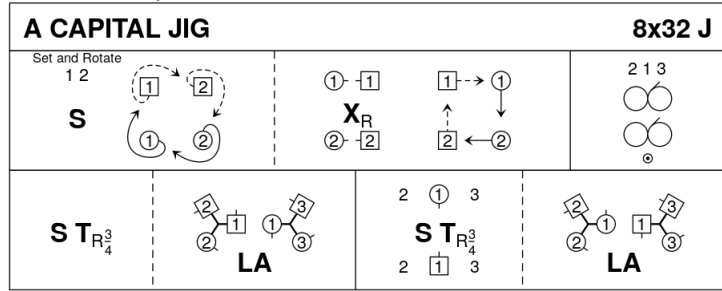 A CAPITAL JIG 8x32 J
Set and Rotate
1 2
S
1 2
1 2
1 1
X R
2 2
1 1
2 2
2 1 3
S T R 3/4
2 1
2
1 3
3
LA
2 1 3
S T R 3/4
2 1 3
2 1
2
1 3
3
LA